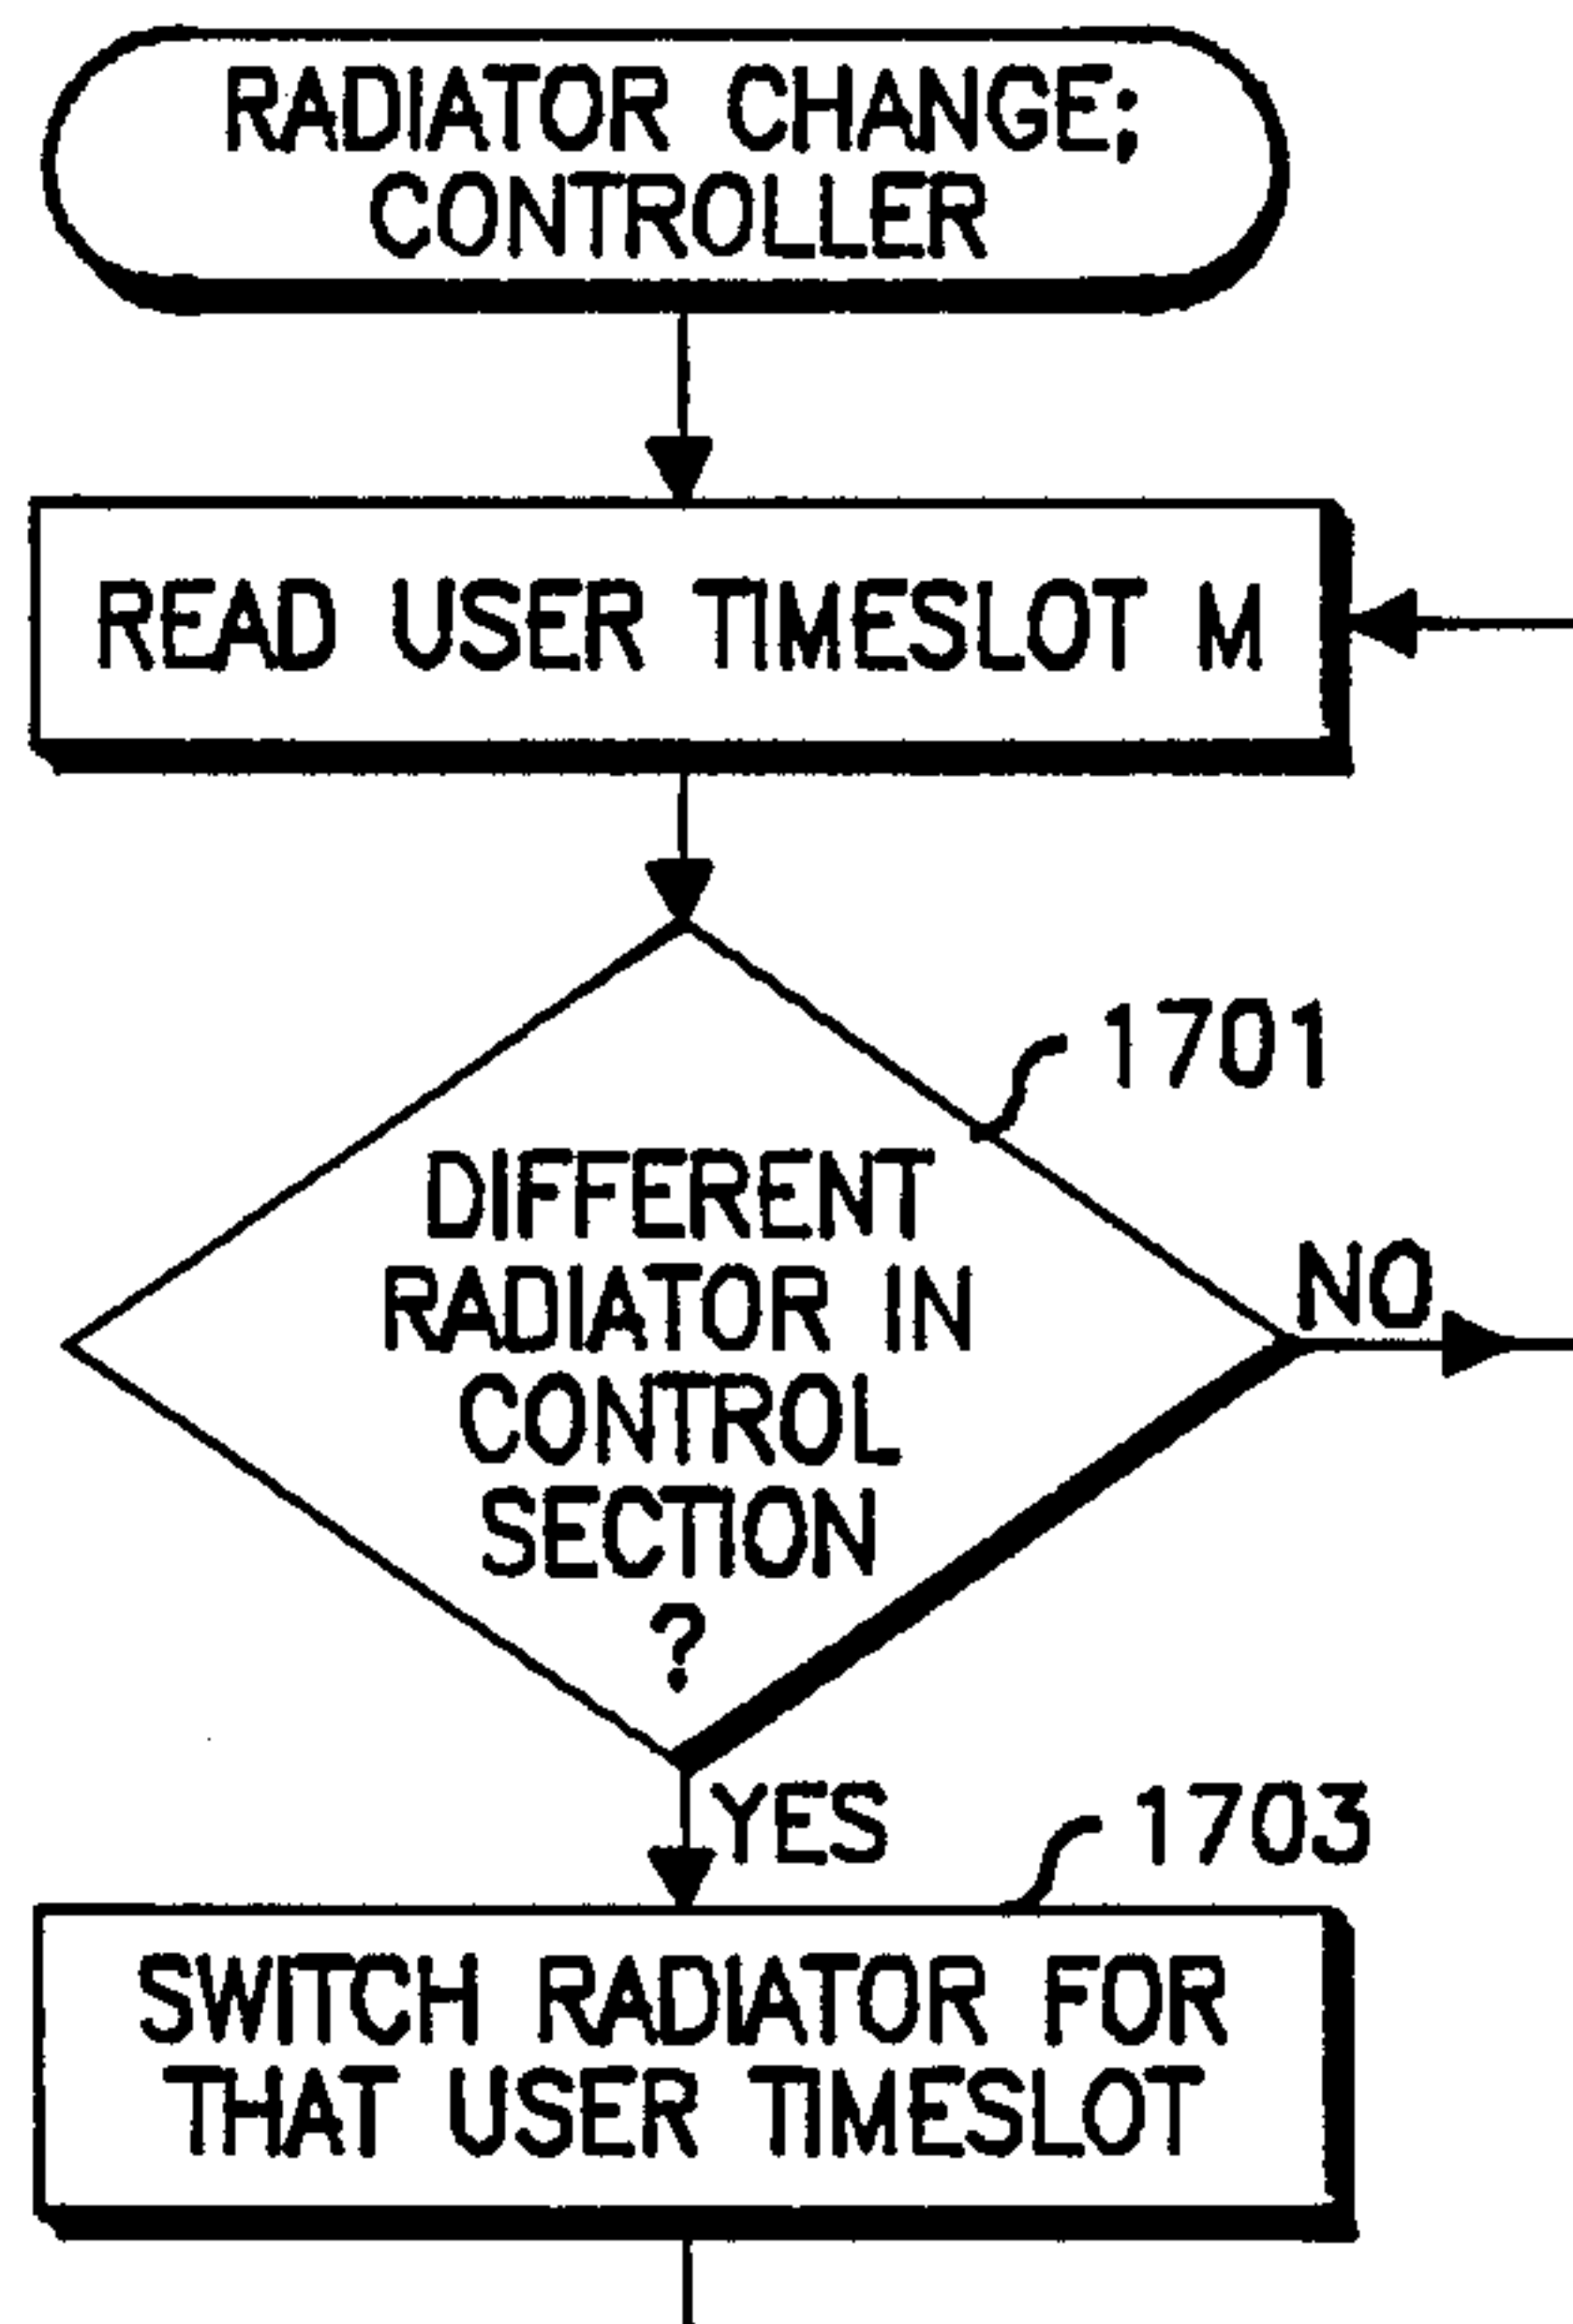 RADIATOR CHANGE;
CONTROLLER
READ USER TIMESLOT M
1701
DIFFERENT
RADIATOR IN
CONTROL
SECTION
?
NO
YES
1703
SWITCH RADIATOR FOR
THAT USER TIMESLOT